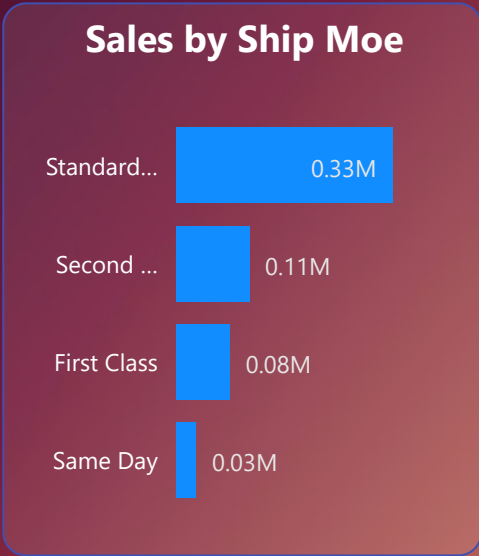 Sales by Ship Moe
Standard... 0.33M
Second ... 0.11M
First Class 0.08M
Same Day 0.03M